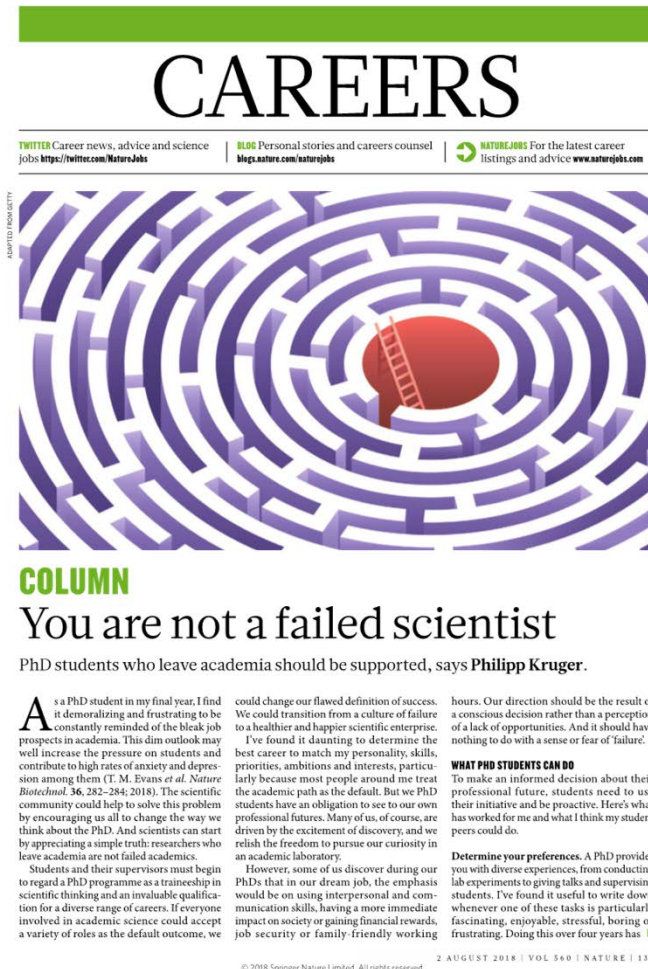 CAREERS
TWITTER Career news, advice and science
jobs https://twitter.com/NatureJobs
BLOG Personal stories and careers counsel
blogs.nature.com/naturejobs
NATUREJOBS For the latest career
listings and advice www.naturejobs.com
ADAPTED FROM GETTY
COLUMN
You are not a failed scientist
PhD students who leave academia should be supported, says Philipp Kruger.
As a PhD student in my final year, I find
it demoralizing and frustrating to be
constantly reminded of the bleak job
prospects in academia. This dim outlook may
well increase the pressure on students and
contribute to high rates of anxiety and depres-
sion among them (T. M. Evans et al. Nature
Biotechnol. 36, 282–284; 2018). The scientific
community could help to solve this problem
by encouraging us all to change the way we
think about the PhD. And scientists can start
by appreciating a simple truth: researchers who
leave academia are not failed academics.
Students and their supervisors must begin
to regard a PhD programme as a traineeship in
scientific thinking and an invaluable qualifica-
tion for a diverse range of careers. If everyone
involved in academic science could accept
a variety of roles as the default outcome, we
could change our flawed definition of success.
We could transition from a culture of failure
to a healthier and happier scientific enterprise.
I've found it daunting to determine the
best career to match my personality, skills,
priorities, ambitions and interests, particu-
larly because most people around me treat
the academic path as the default. But we PhD
students have an obligation to see to our own
professional futures. Many of us, of course, are
driven by the excitement of discovery, and we
relish the freedom to pursue our curiosity in
an academic laboratory.
However, some of us discover during our
PhDs that in our dream job, the emphasis
would be on using interpersonal and com-
munication skills, having a more immediate
impact on society or gaining financial rewards,
job security or family-friendly working
hours. Our direction should be the result o
a conscious decision rather than a perception
of a lack of opportunities. And it should hav
nothing to do with a sense or fear of 'failure'.
WHAT PHD STUDENTS CAN DO
To make an informed decision about thei
professional future, students need to us
their initiative and be proactive. Here's wha
has worked for me and what I think my studen
peers could do.
Determine your preferences. A PhD provide
you with diverse experiences, from conductin
lab experiments to giving talks and supervisin
students. I've found it useful to write dow
whenever one of these tasks is particularl
fascinating, enjoyable, stressful, boring o
frustrating. Doing this over four years has
2 AUGUST 2018 | VOL 560 | NATURE | 13
© 2018 Springer Nature Limited. All rights reserved.